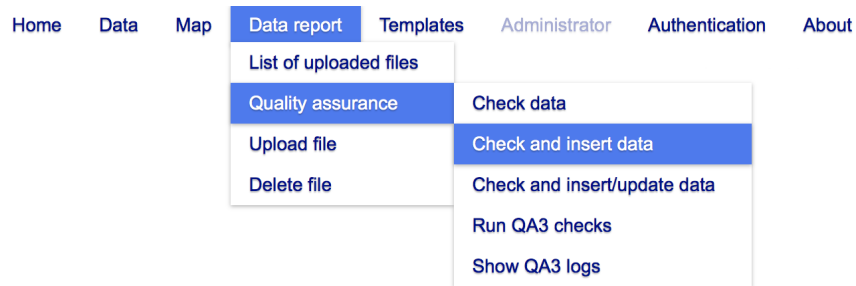 Home Data Map Data report Templates Administrator Authentication About
List of uploaded files
Quality assurance
Upload file
Delete file
Check data
Check and insert data
Check and insert/update data
Run QA3 checks
Show QA3 logs